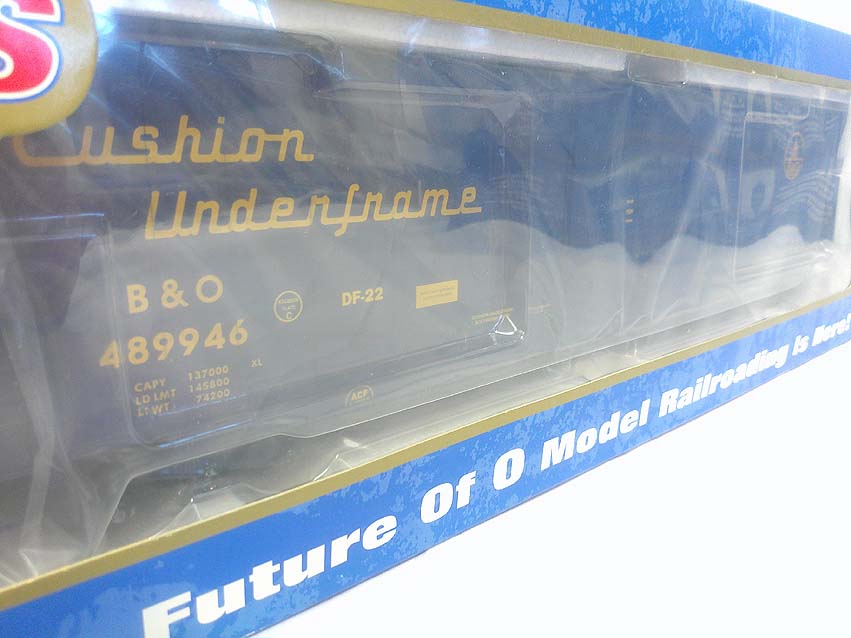 S
Cushion
Underframe
B & O
489946
CAPY 137000 XL
LD LMT 145800
LT WT 74200
C
DF-22
ACF
Future Of O Model Railroading Is Here!